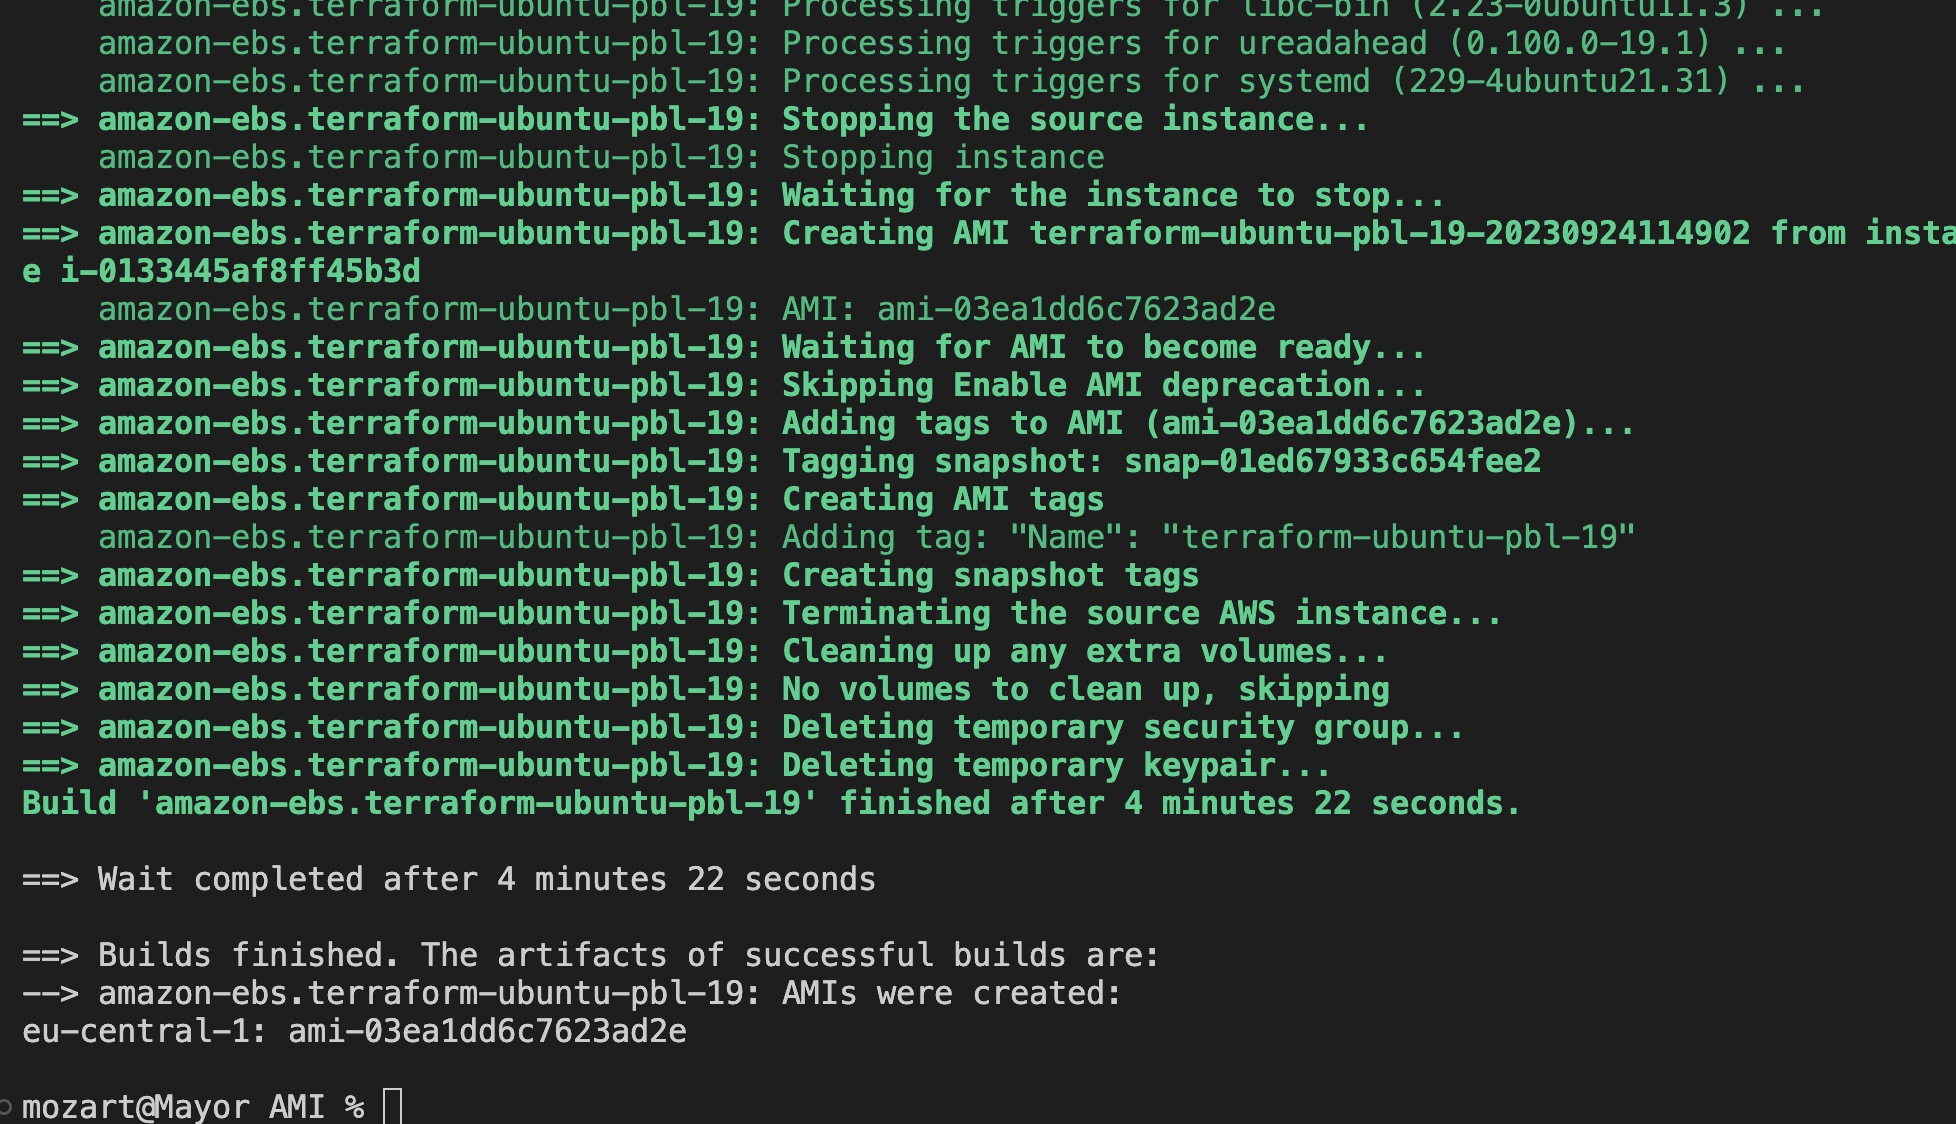 amazon-ebs.terraform-ubuntu-pbl-19: Processing triggers for libc-bin (2.23-0ubuntu11.3) ...
amazon-ebs.terraform-ubuntu-pbl-19: Processing triggers for ureadahead (0.100.0-19.1) ...
amazon-ebs.terraform-ubuntu-pbl-19: Processing triggers for systemd (229-4ubuntu21.31) ...
==> amazon-ebs.terraform-ubuntu-pbl-19: Stopping the source instance...
amazon-ebs.terraform-ubuntu-pbl-19: Stopping instance
==> amazon-ebs.terraform-ubuntu-pbl-19: Waiting for the instance to stop...
==> amazon-ebs.terraform-ubuntu-pbl-19: Creating AMI terraform-ubuntu-pbl-19-20230924114902 from insta
e i-0133445af8ff45b3d
amazon-ebs.terraform-ubuntu-pbl-19: AMI: ami-03ea1dd6c7623ad2e
==> amazon-ebs.terraform-ubuntu-pbl-19: Waiting for AMI to become ready...
==> amazon-ebs.terraform-ubuntu-pbl-19: Skipping Enable AMI deprecation...
==> amazon-ebs.terraform-ubuntu-pbl-19: Adding tags to AMI (ami-03ea1dd6c7623ad2e)...
==> amazon-ebs.terraform-ubuntu-pbl-19: Tagging snapshot: snap-01ed67933c654fee2
==> amazon-ebs.terraform-ubuntu-pbl-19: Creating AMI tags
amazon-ebs.terraform-ubuntu-pbl-19: Adding tag: "Name": "terraform-ubuntu-pbl-19"
==> amazon-ebs.terraform-ubuntu-pbl-19: Creating snapshot tags
==> amazon-ebs.terraform-ubuntu-pbl-19: Terminating the source AWS instance...
==> amazon-ebs.terraform-ubuntu-pbl-19: Cleaning up any extra volumes...
==> amazon-ebs.terraform-ubuntu-pbl-19: No volumes to clean up, skipping
==> amazon-ebs.terraform-ubuntu-pbl-19: Deleting temporary security group...
==> amazon-ebs.terraform-ubuntu-pbl-19: Deleting temporary keypair...
Build 'amazon-ebs.terraform-ubuntu-pbl-19' finished after 4 minutes 22 seconds.
==> Wait completed after 4 minutes 22 seconds
==> Builds finished. The artifacts of successful builds are:
--> amazon-ebs.terraform-ubuntu-pbl-19: AMIs were created:
eu-central-1: ami-03ea1dd6c7623ad2e
mozart@Mayor AMI %